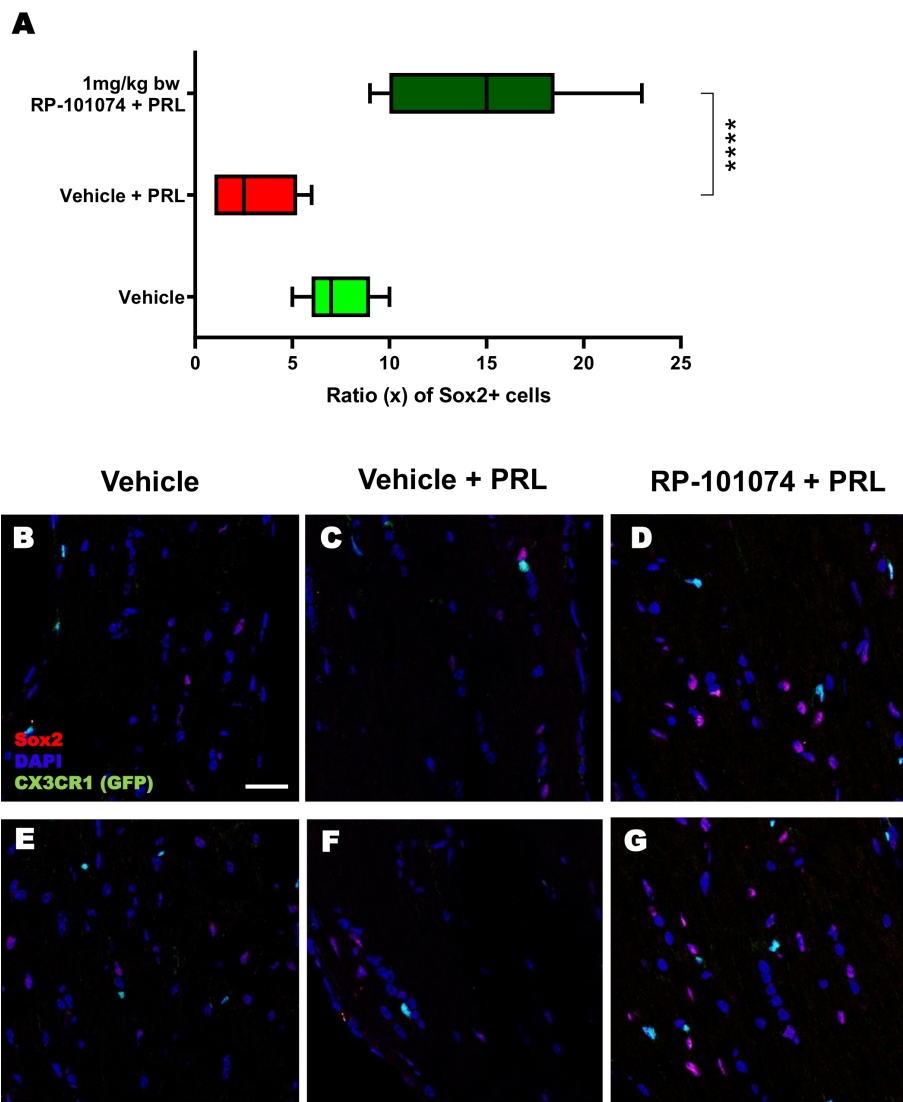 A
1mg/kg bw
RP-101074 + PRL
Vehicle + PRL
Vehicle
****
0 5 10 15 20 25
Ratio (x) of Sox2+ cells
Vehicle Vehicle + PRL RP-101074 + PRL
B C D
Sox2
DAPI
CX3CR1 (GFP)
E F G